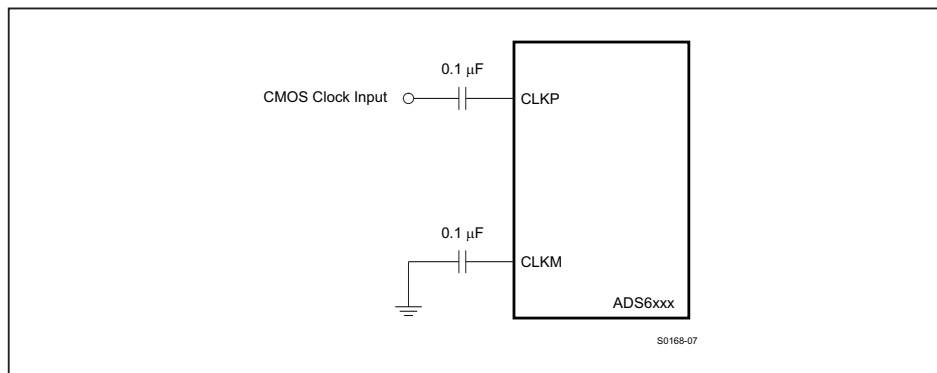 0.1 μF
CMOS Clock Input
CLKP
0.1 μF
CLKM
ADS6xxx
S0168-07